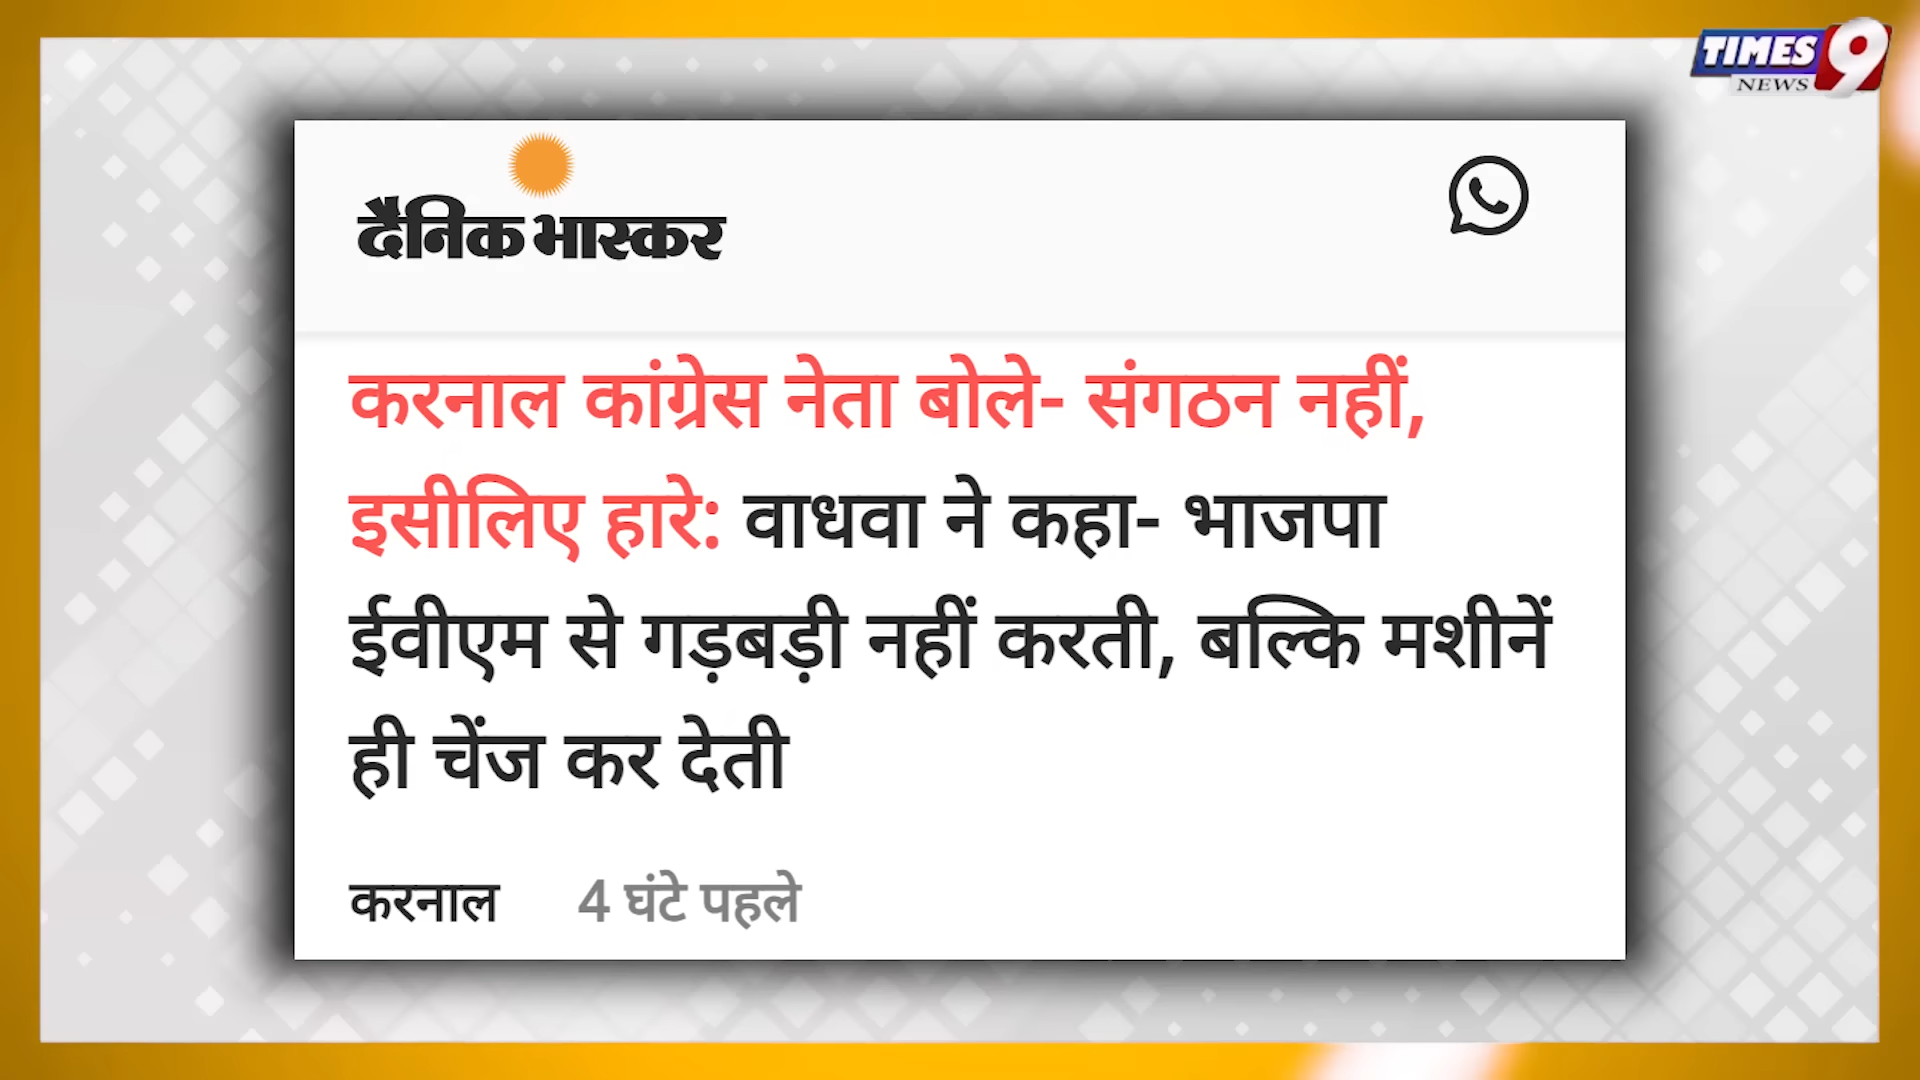 TIMES 9
NEWS
दैनिक भास्कर
करनाल कांग्रेस नेता बोले- संगठन नहीं,
इसीलिए हारे: वाधवा ने कहा- भाजपा
ईवीएम से गड़बड़ी नहीं करती, बल्कि मशीनें
ही चेंज कर देती
करनाल 4 घंटे पहले